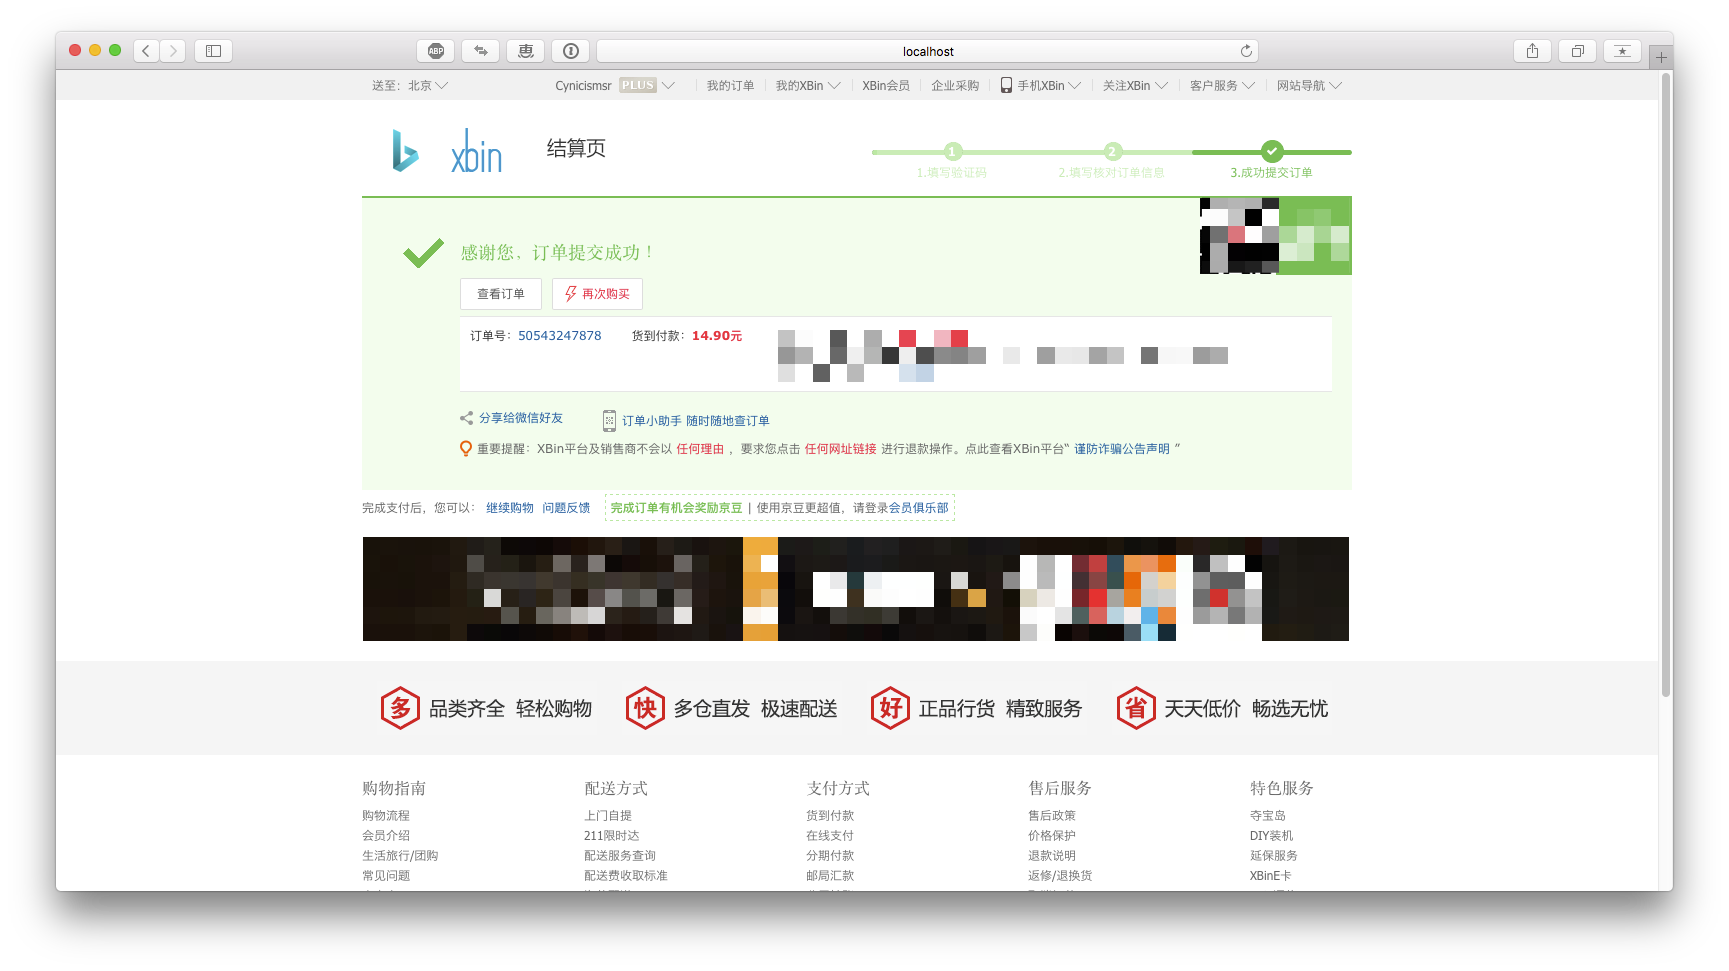 localhost
ABP
惠
送至：北京
Cynicismsr PLUS
我的订单
我的XBin
XBin会员
企业采购
手机XBin
关注XBin
客户服务
网站导航
xbin
结算页
1
2
1.填写验证码
2.填写核对订单信息
3.成功提交订单
感谢您，订单提交成功！
查看订单
再次购买
订单号：50543247878 货到付款：14.90元
分享给微信好友
订单小助手 随时随地查订单
重要提醒：XBin平台及销售商不会以 任何理由 ，要求您点击 任何网址链接 进行退款操作。点此查看XBin平台“ 谨防诈骗公告声明 ”
完成支付后，您可以： 继续购物 问题反馈 完成订单有机会奖励京豆 | 使用京豆更超值，请登录会员俱乐部
多 品类齐全 轻松购物
快 多仓直发 极速配送
好 正品行货 精致服务
省 天天低价 畅选无忧
购物指南
购物流程
会员介绍
生活旅行/团购
常见问题
配送方式
上门自提
211限时达
配送服务查询
配送费收取标准
支付方式
货到付款
在线支付
分期付款
邮局汇款
售后服务
售后政策
价格保护
退款说明
返修/退换货
特色服务
夺宝岛
DIY装机
延保服务
XBinE卡